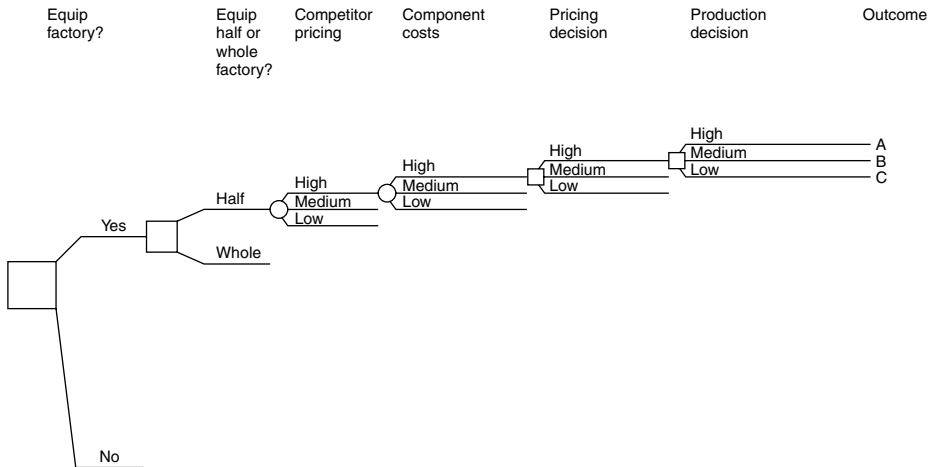 Equip
factory?
Equip
half or
whole
factory?
Competitor
pricing
Component
costs
Pricing
decision
Production
decision
Outcome
High
A
High
Medium
B
High
Medium
Low
C
High
Medium
Low
Half
Medium
Low
Low
Yes
Whole
No